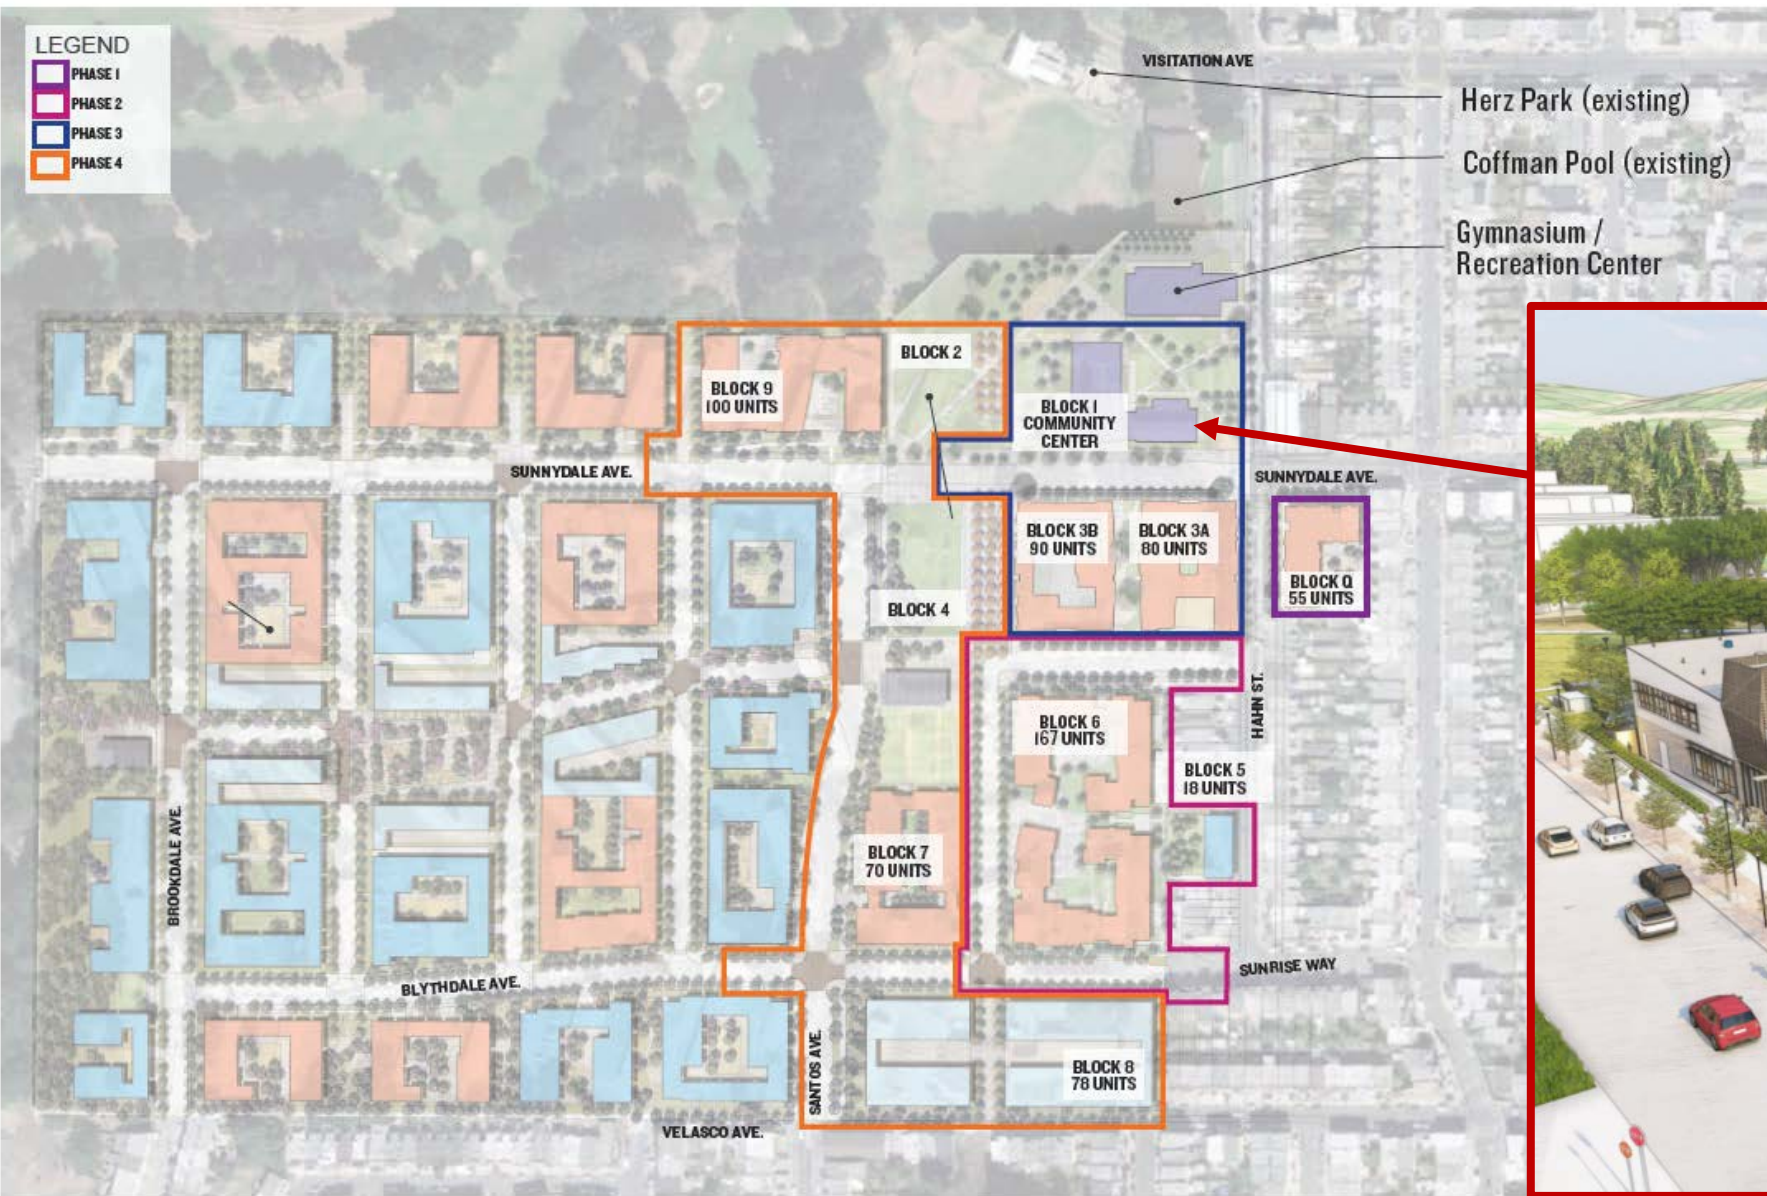 LEGEND
PHASE 1
PHASE 2
PHASE 3
PHASE 4
VISITATION AVE
Herz Park (existing)
Coffman Pool (existing)
Gymnasium /
Recreation Center
BLOCK 2
BLOCK 9
100 UNITS
BLOCK 1
COMMUNITY
CENTER
SUNNYDALE AVE.
SUNNYDALE AVE.
BLOCK 3B
90 UNITS
BLOCK 3A
80 UNITS
BLOCK Q
55 UNITS
BLOCK 4
HAHN ST.
BLOCK 6
167 UNITS
BLOCK 5
18 UNITS
BROOKDALE AVE.
BLOCK 7
70 UNITS
BLYTHDALE AVE.
SUNRISE WAY
SANTOS AVE.
BLOCK 8
78 UNITS
VELASCO AVE.